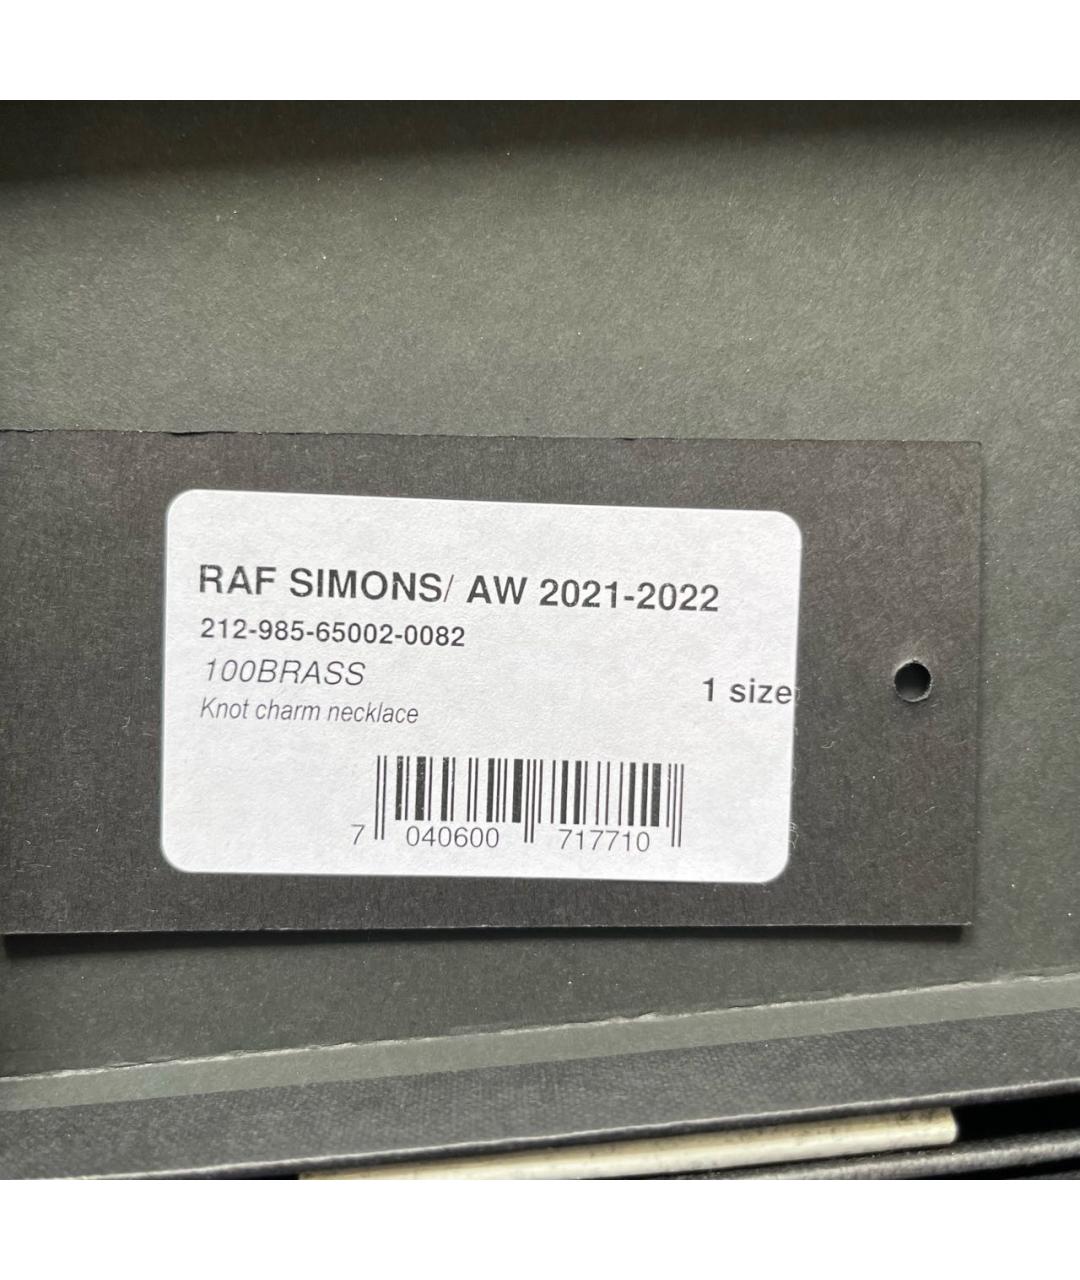 RAF SIMONS/ AW 2021-2022
212-985-65002-0082
100BRASS
1 size
Knot charm necklace
7 040600 717710